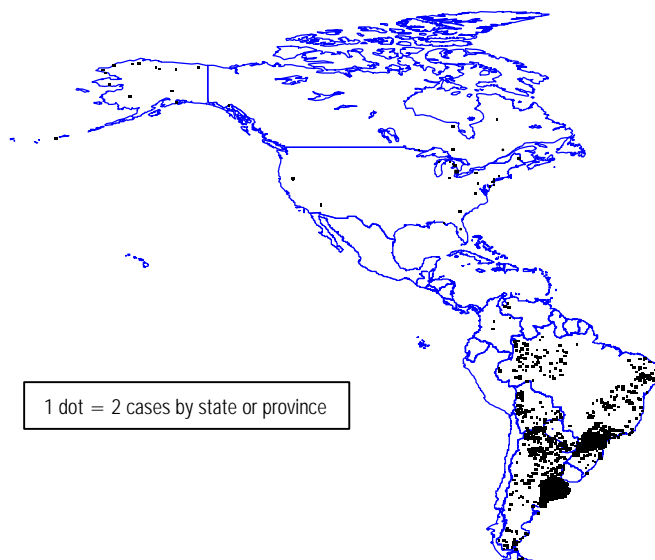 1 dot = 2 cases by state or province